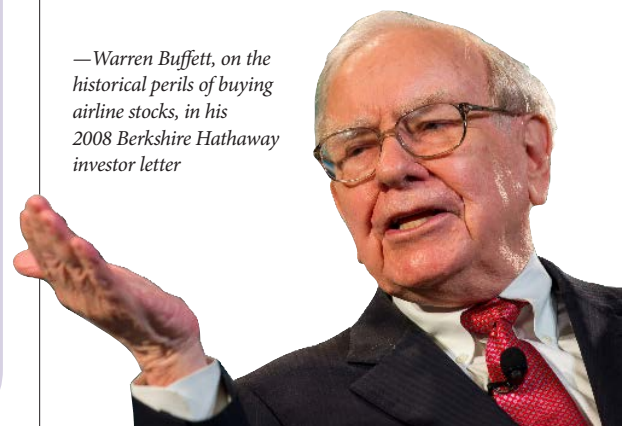 —Warren Buffett, on the
historical perils of buying
airline stocks, in his
2008 Berkshire Hathaway
investor letter